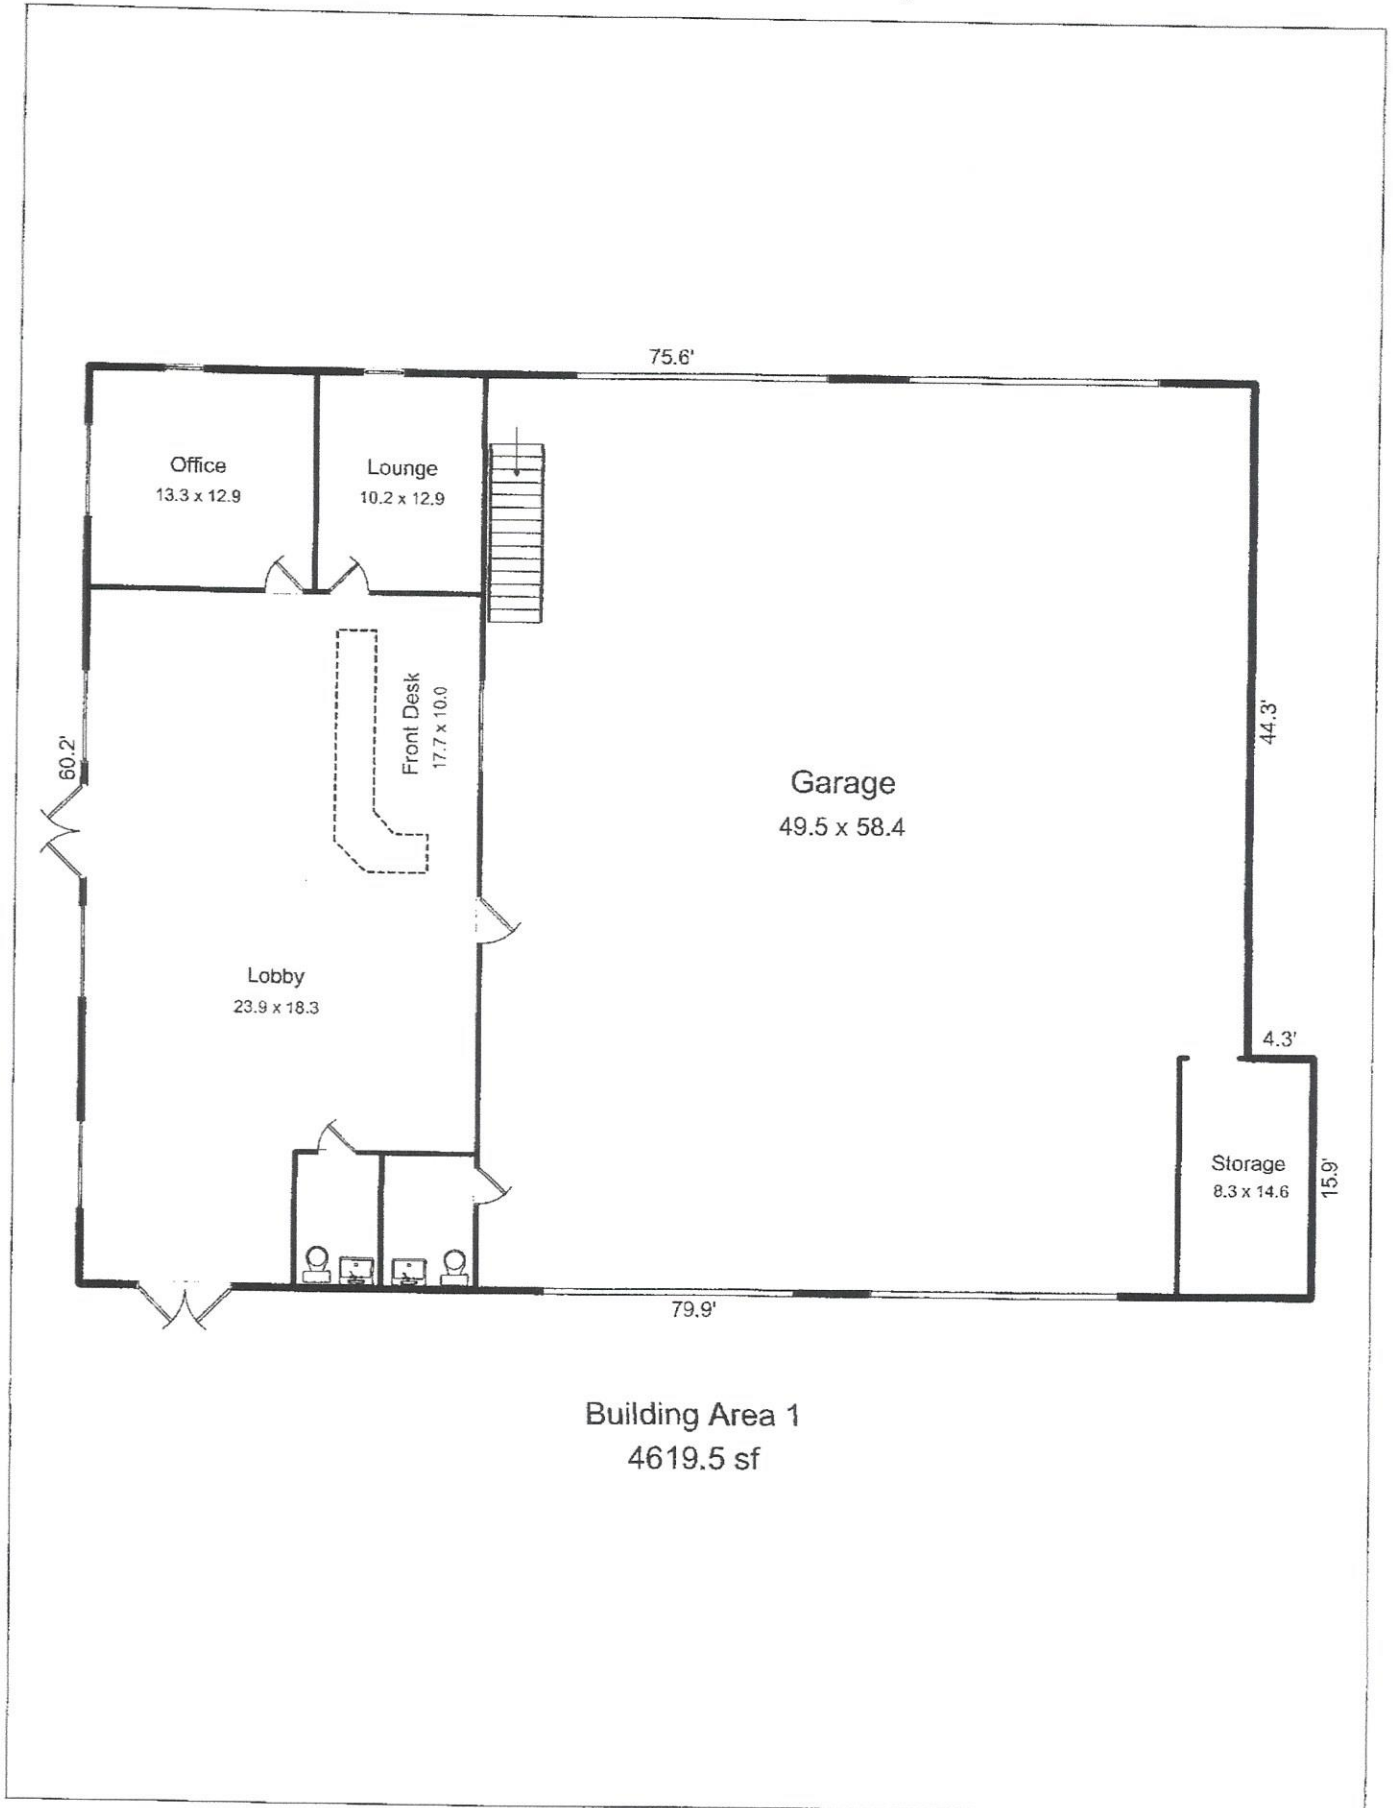 75.6'
Office
13.3 x 12.9
Lounge
10.2 x 12.9
60.2'
Front Desk
17.7 x 10.0
Garage
49.5 x 58.4
44.3'
Lobby
23.9 x 18.3
4.3'
Storage
8.3 x 14.6
15.9'
79.9'
Building Area 1
4619.5 sf